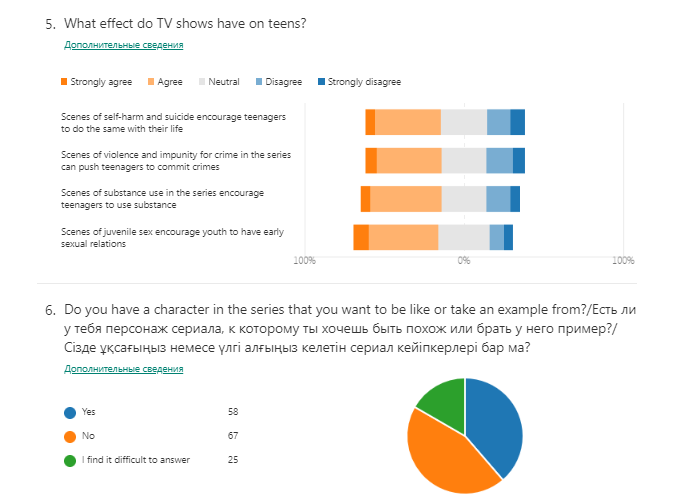 5. What effect do TV shows have on teens?
Дополнительные сведения
Strongly agree Agree Neutral Disagree Strongly disagree
Scenes of self-harm and suicide encourage teenagers
to do the same with their life
Scenes of violence and impunity for crime in the series
can push teenagers to commit crimes
Scenes of substance use in the series encourage
teenagers to use substance
Scenes of juvenile sex encourage youth to have early
sexual relations
100% 0% 100%
6. Do you have a character in the series that you want to be like or take an example from?/Есть ли
у тебя персонаж сериала, к которому ты хочешь быть похож или брать у него пример?/
Сізде ұқсағыңыз немесе үлгі алғыңыз келетін сериал кейіпкерлері бар ма?
Дополнительные сведения
Yes 58
No 67
I find it difficult to answer 25